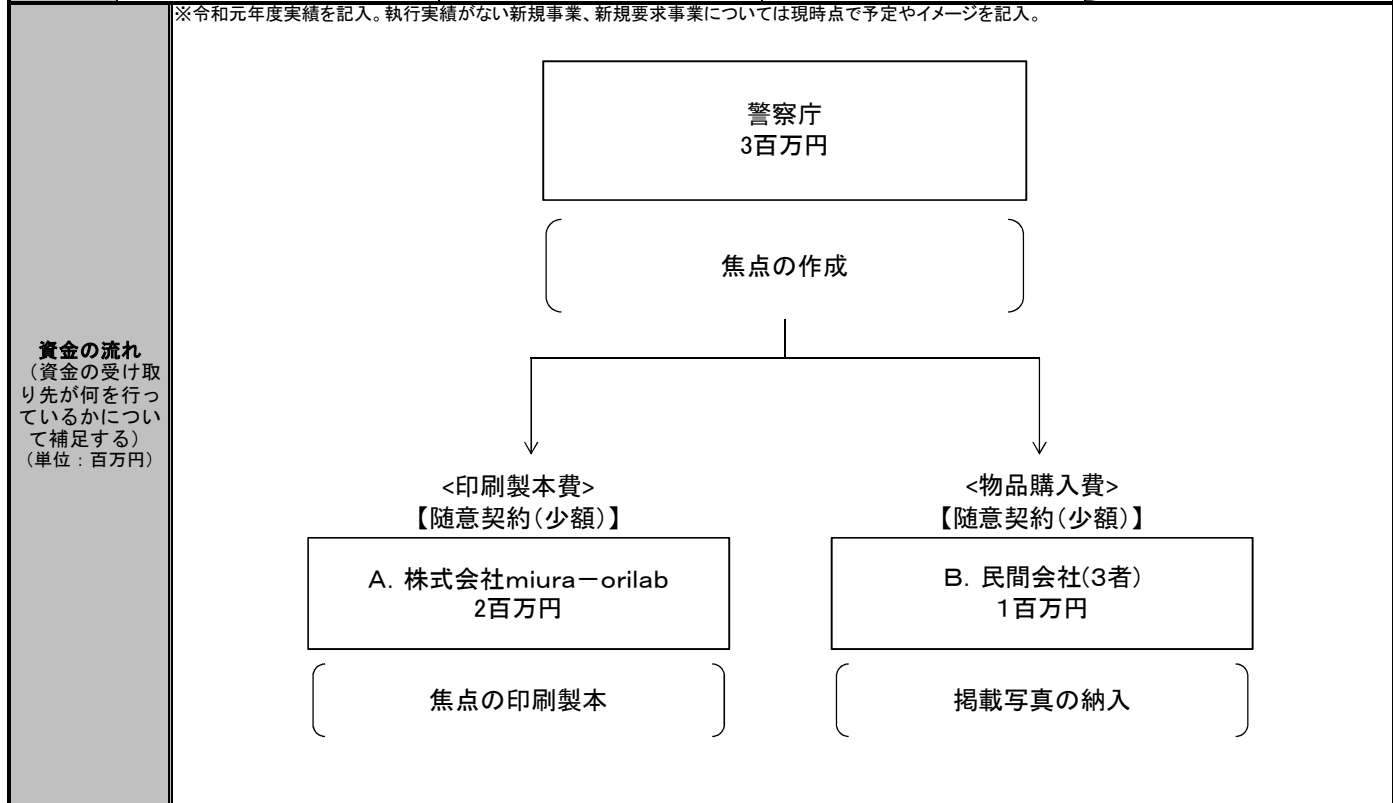 ※令和元年度実績を記入。執行実績がない新規事業、新規要求事業については現時点で予定やイメージを記入。
警察庁
3百万円
焦点の作成
資金の流れ
（資金の受け取
り先が何を行っ
ているかについ
て補足する）
（単位：百万円）
<印刷製本費>
【随意契約（少額）】
A．株式会社miura－orilab
2百万円
焦点の印刷製本
<物品購入費>
【随意契約（少額）】
B．民間会社(3者)
1百万円
掲載写真の納入